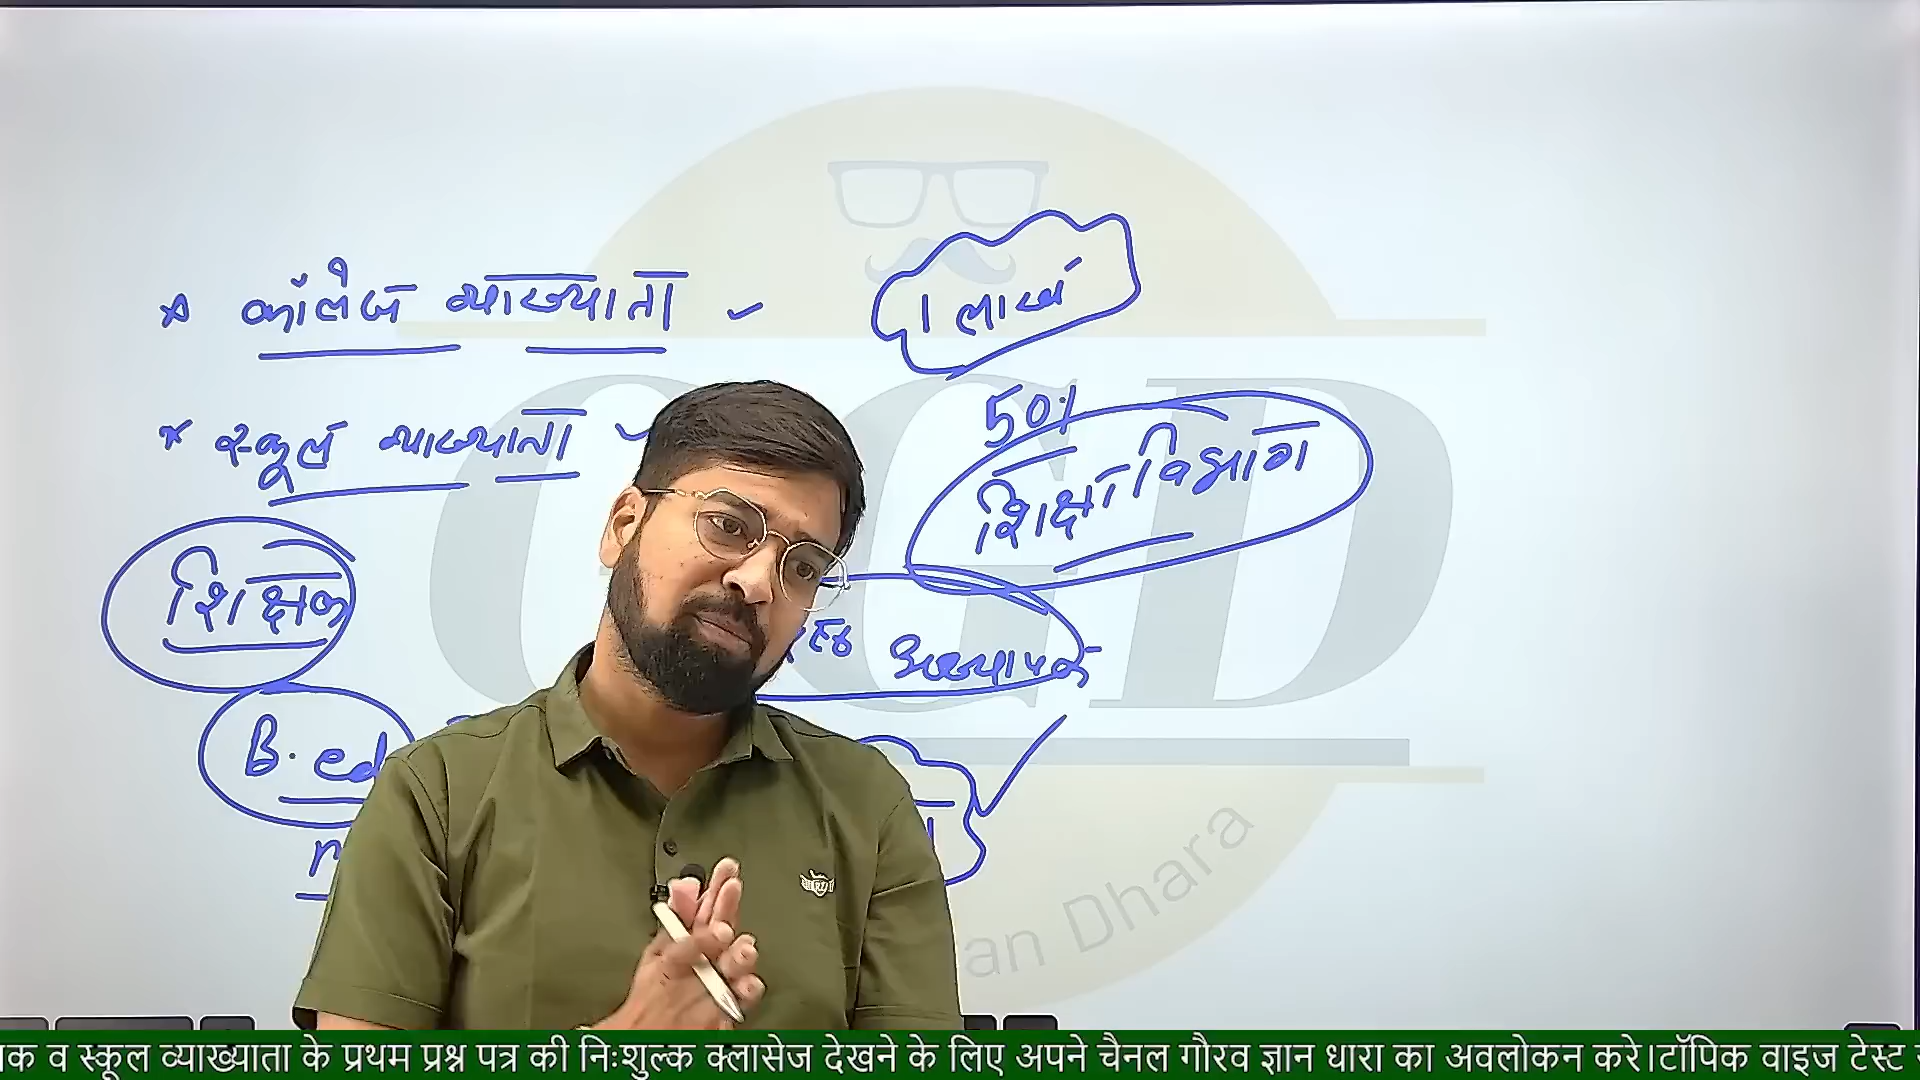 * कॉलेज व्याख्याता ✓
1 लाख
* स्कूल व्याख्याता
50%
शिक्षा विभाग
शिक्षक
अध्यापक
B.ed
GGD
an Dhara
क व स्कूल व्याख्याता के प्रथम प्रश्न पत्र की निःशुल्क क्लासेज देखने के लिए अपने चैनल गौरव ज्ञान धारा का अवलोकन करे।टॉपिक वाइज टेस्ट